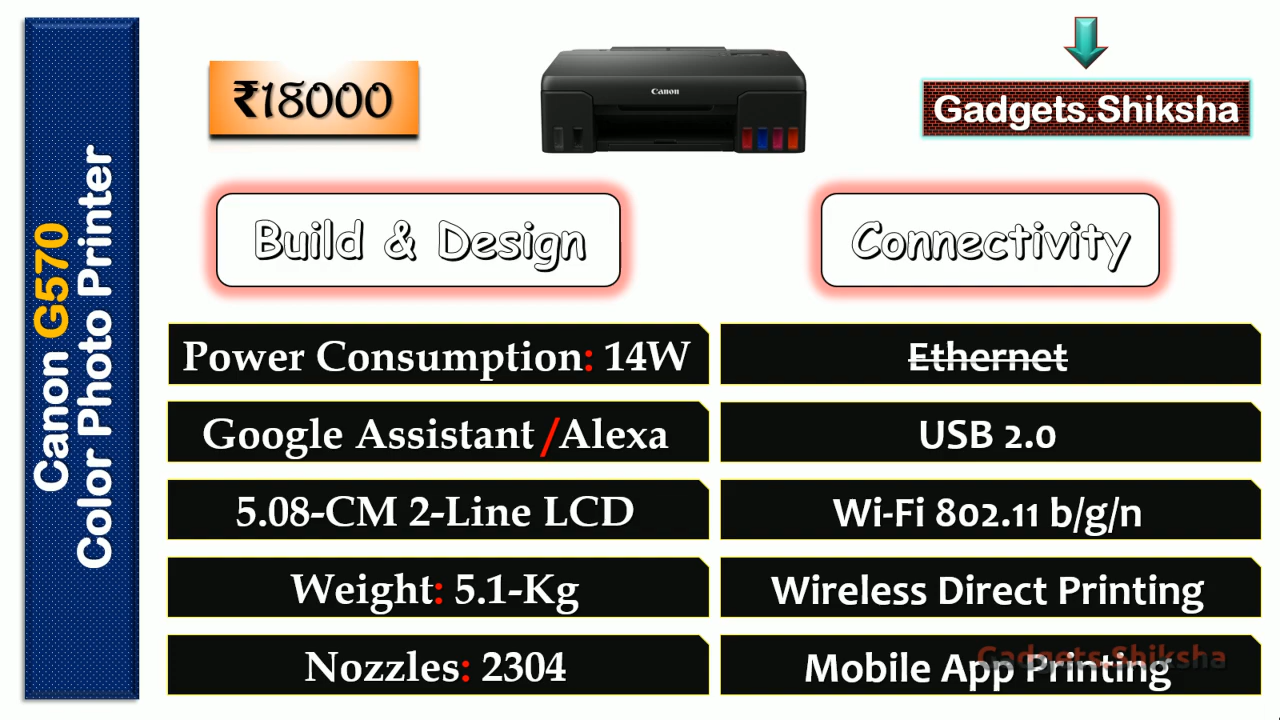 Canon G570
Color Photo Printer
₹18000
Canon
Gadgets.Shiksha
Build & Design
Connectivity
Power Consumption: 14W
Ethernet
Google Assistant /Alexa
USB 2.0
5.08-CM 2-Line LCD
Wi-Fi 802.11 b/g/n
Weight: 5.1-Kg
Wireless Direct Printing
Nozzles: 2304
Mobile App Printing
Gadgets.Shiksha